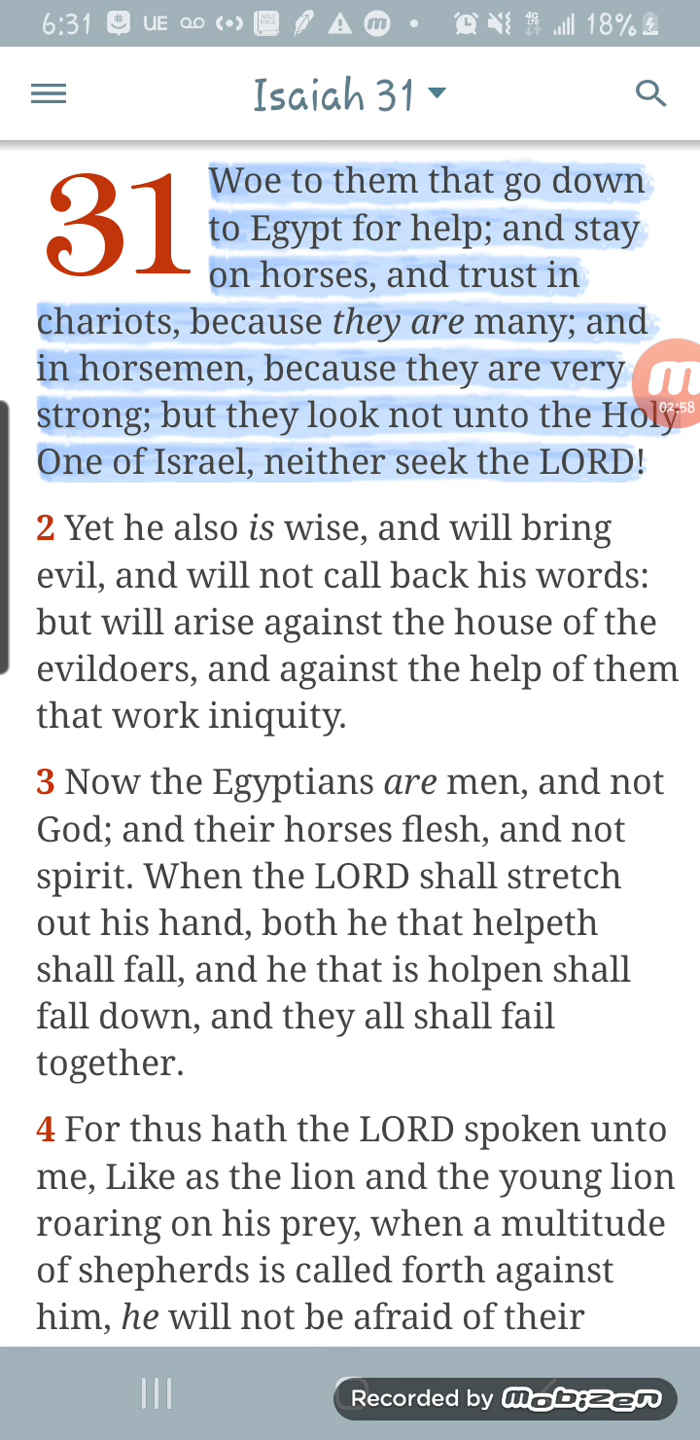 6:31 UE 4G LTE 18%
Isaiah 31
31 Woe to them that go down
to Egypt for help; and stay
on horses, and trust in
chariots, because they are many; and
in horsemen, because they are very
strong; but they look not unto the Holy
02:58
One of Israel, neither seek the LORD!
2 Yet he also is wise, and will bring
evil, and will not call back his words:
but will arise against the house of the
evildoers, and against the help of them
that work iniquity.
3 Now the Egyptians are men, and not
God; and their horses flesh, and not
spirit. When the LORD shall stretch
out his hand, both he that helpeth
shall fall, and he that is holpen shall
fall down, and they all shall fail
together.
4 For thus hath the LORD spoken unto
me, Like as the lion and the young lion
roaring on his prey, when a multitude
of shepherds is called forth against
him, he will not be afraid of their
Recorded by mobizen